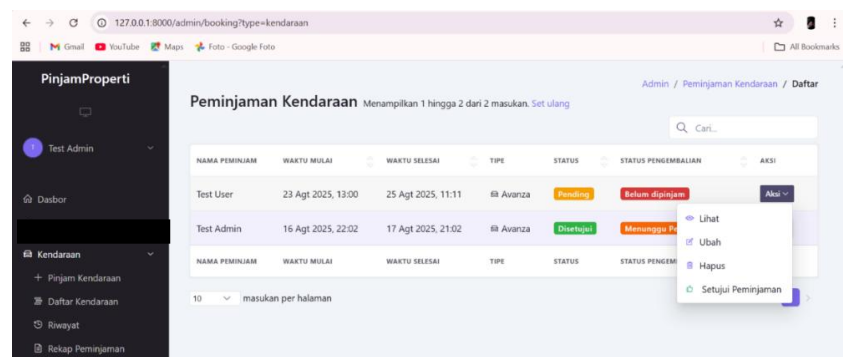 127.0.0.1:8000/admin/booking?type=kendaraan
Gmail YouTube Maps Foto - Google Foto All Bookmarks
PinjamProperti
Test Admin
Dasbor
Kendaraan
Pinjam Kendaraan
Daftar Kendaraan
Riwayat
Rekap Peminjaman
Admin / Peminjaman Kendaraan / Daftar
Peminjaman Kendaraan Menampilkan 1 hingga 2 dari 2 masukan. Set ulang
Cari...
NAMA PEMINJAM WAKTU MULAI WAKTU SELESAI TIPE STATUS STATUS PENGEMBALIAN AKSI
Test User 23 Agt 2025, 13:00 25 Agt 2025, 11:11 Avanza Pending Belum dipinjam Aksi
Test Admin 16 Agt 2025, 22:02 17 Agt 2025, 21:02 Avanza Disetujui Menunggu Pe
NAMA PEMINJAM WAKTU MULAI WAKTU SELESAI TIPE STATUS STATUS PENGEM
Lihat
Ubah
Hapus
Setujui Peminjaman
10 masukan per halaman